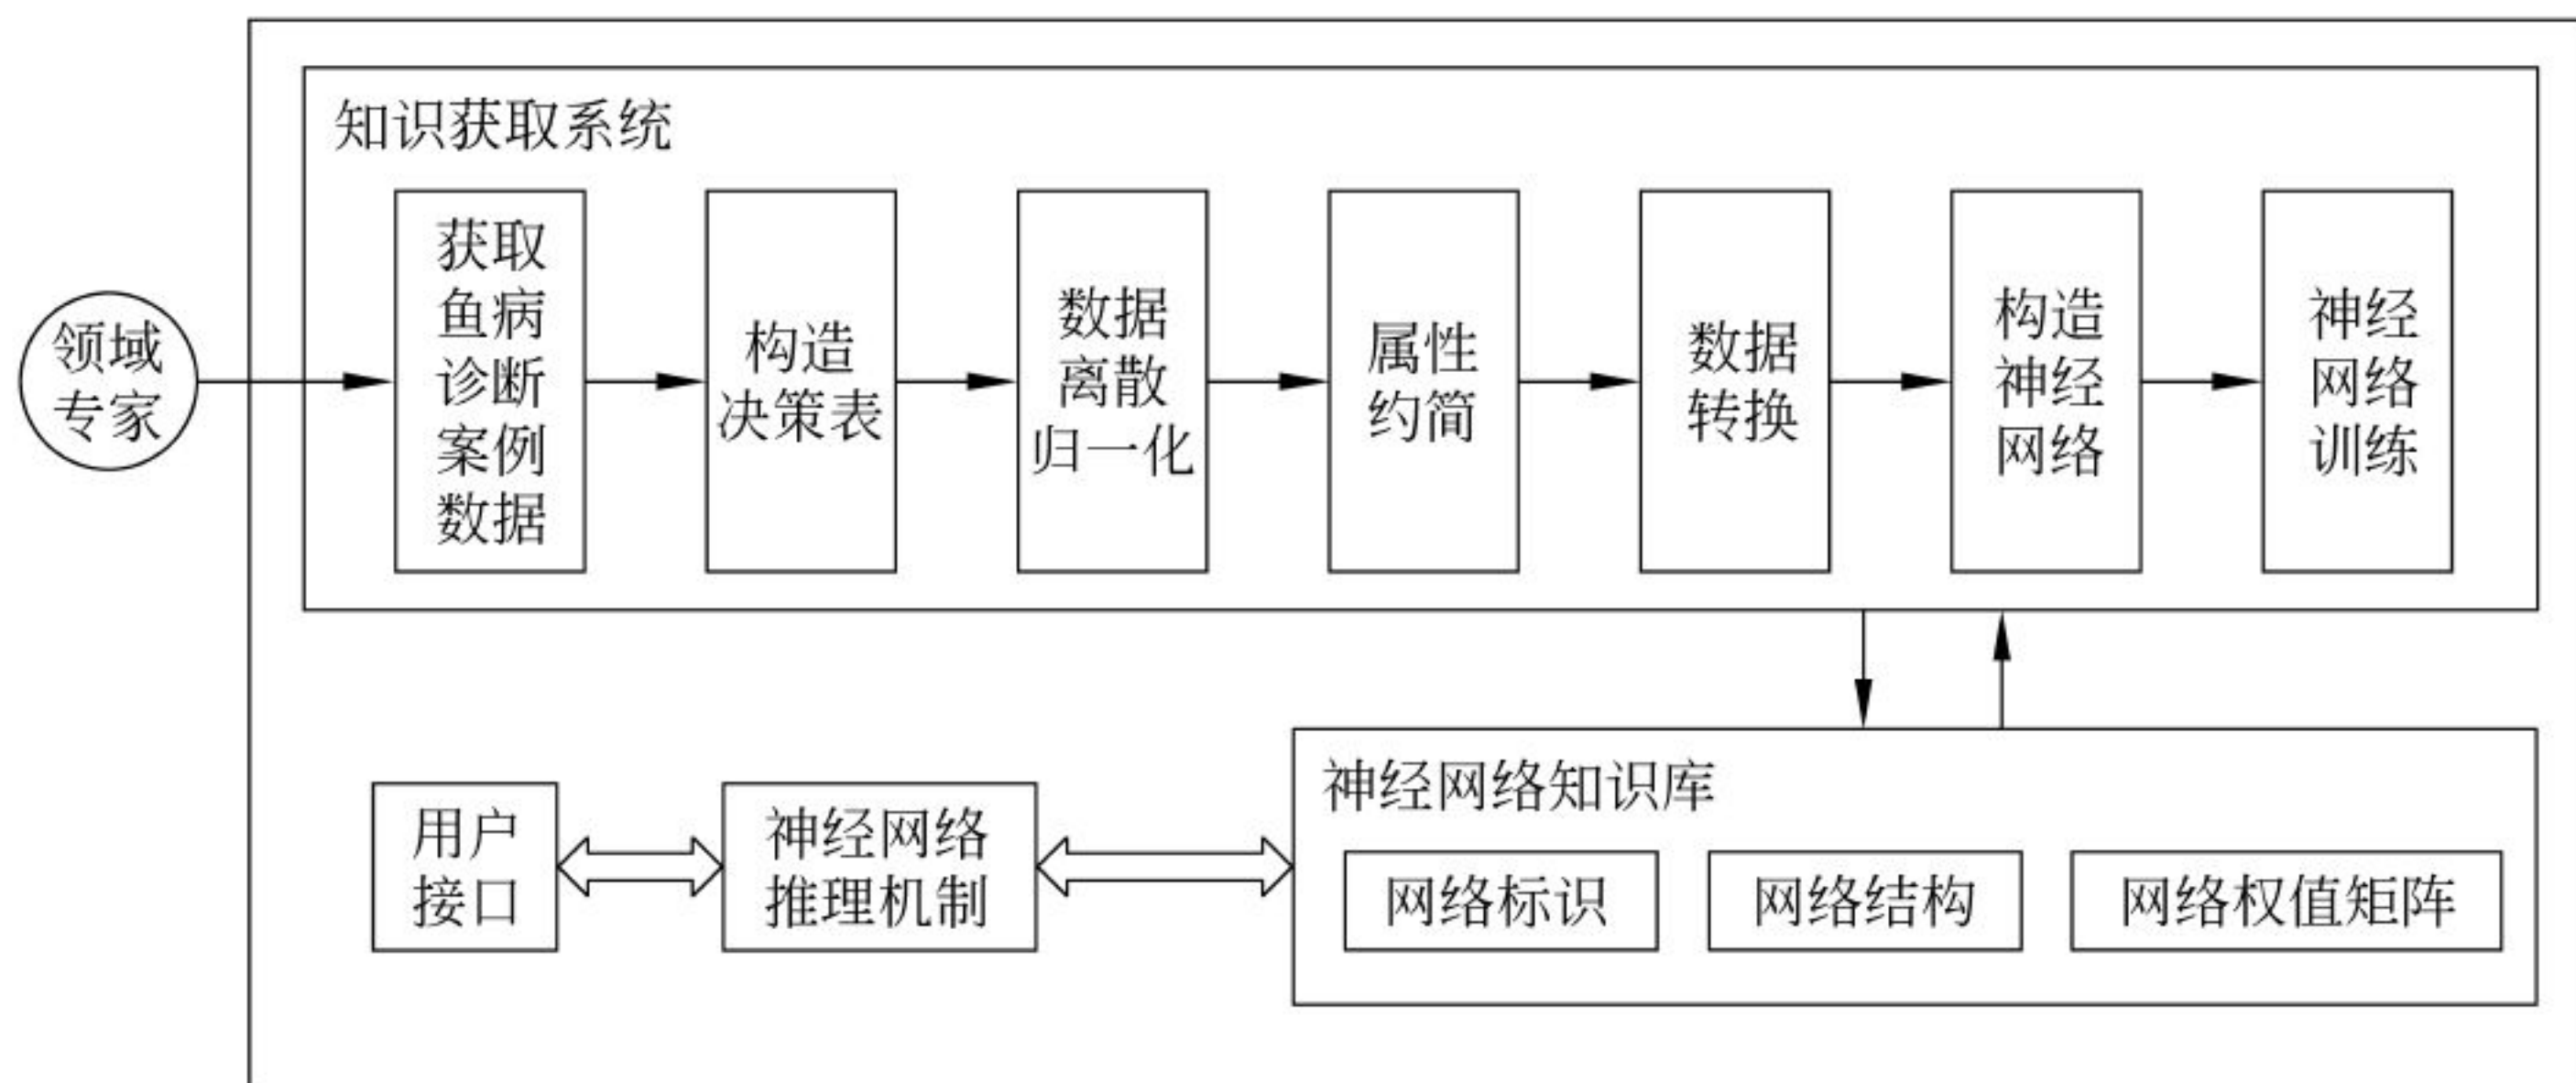 知识获取系统
领域
专家
获取
鱼病
诊断
案例
数据
构造
决策表
数据
离散
归一化
属性
约简
数据
转换
构造
神经
网络
神经
网络
训练
用户
接口
神经网络
推理机制
神经网络知识库
网络标识
网络结构
网络权值矩阵